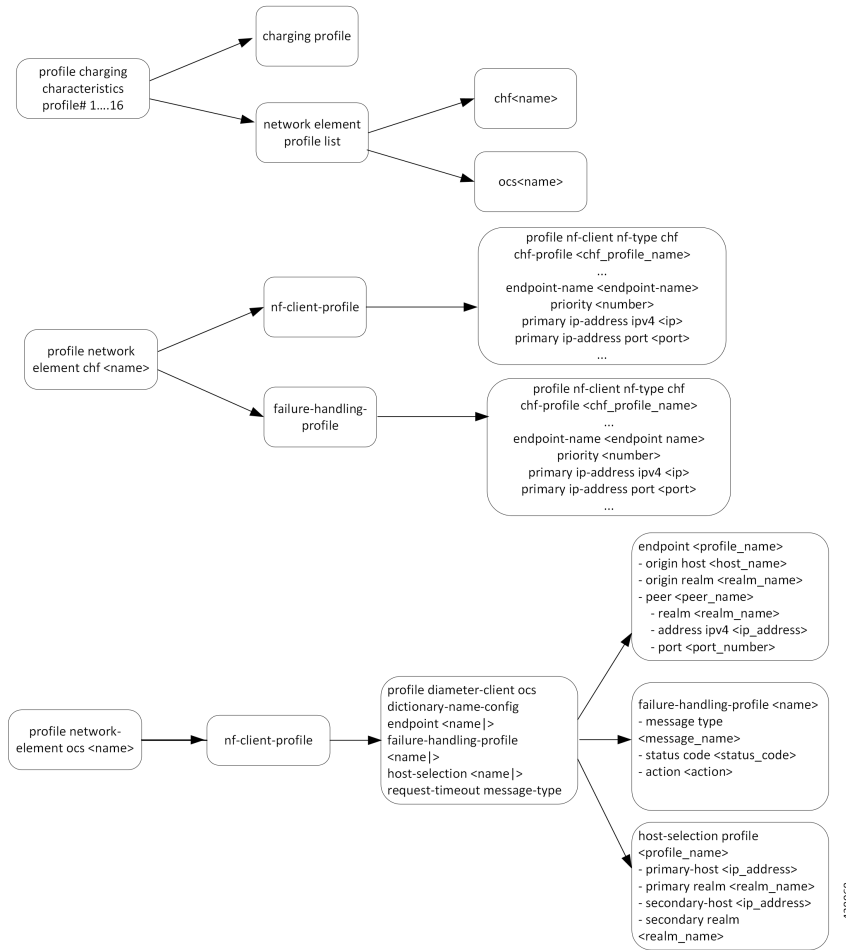 charging profile
profile charging
characteristics
profile# 1....16
network element
profile list
chf<name>
ocs<name>
profile nf-client nf-type chf
chf-profile <chf_profile_name>
...
endpoint-name <endpoint-name>
priority <number>
primary ip-address ipv4 <ip>
primary ip-address port <port>
...
nf-client-profile
profile network
element chf <name>
failure-handling-
profile
profile nf-client nf-type chf
chf-profile <chf_profile_name>
...
endpoint-name <endpoint name>
priority <number>
primary ip-address ipv4 <ip>
primary ip-address port <port>
...
endpoint <profile_name>
- origin host <host_name>
- origin realm <realm_name>
- peer <peer_name>
- realm <realm_name>
- address ipv4 <ip_address>
- port <port_number>
profile network-
element ocs <name>
nf-client-profile
profile diameter-client ocs
dictionary-name-config
endpoint <name|>
failure-handling-profile
<name|>
host-selection <name|>
request-timeout message-type
failure-handling-profile <name>
- message type
<message_name>
- status code <status_code>
- action <action>
host-selection profile
<profile_name>
- primary-host <ip_address>
- primary realm <realm_name>
- secondary-host <ip_address>
- secondary realm
<realm_name>